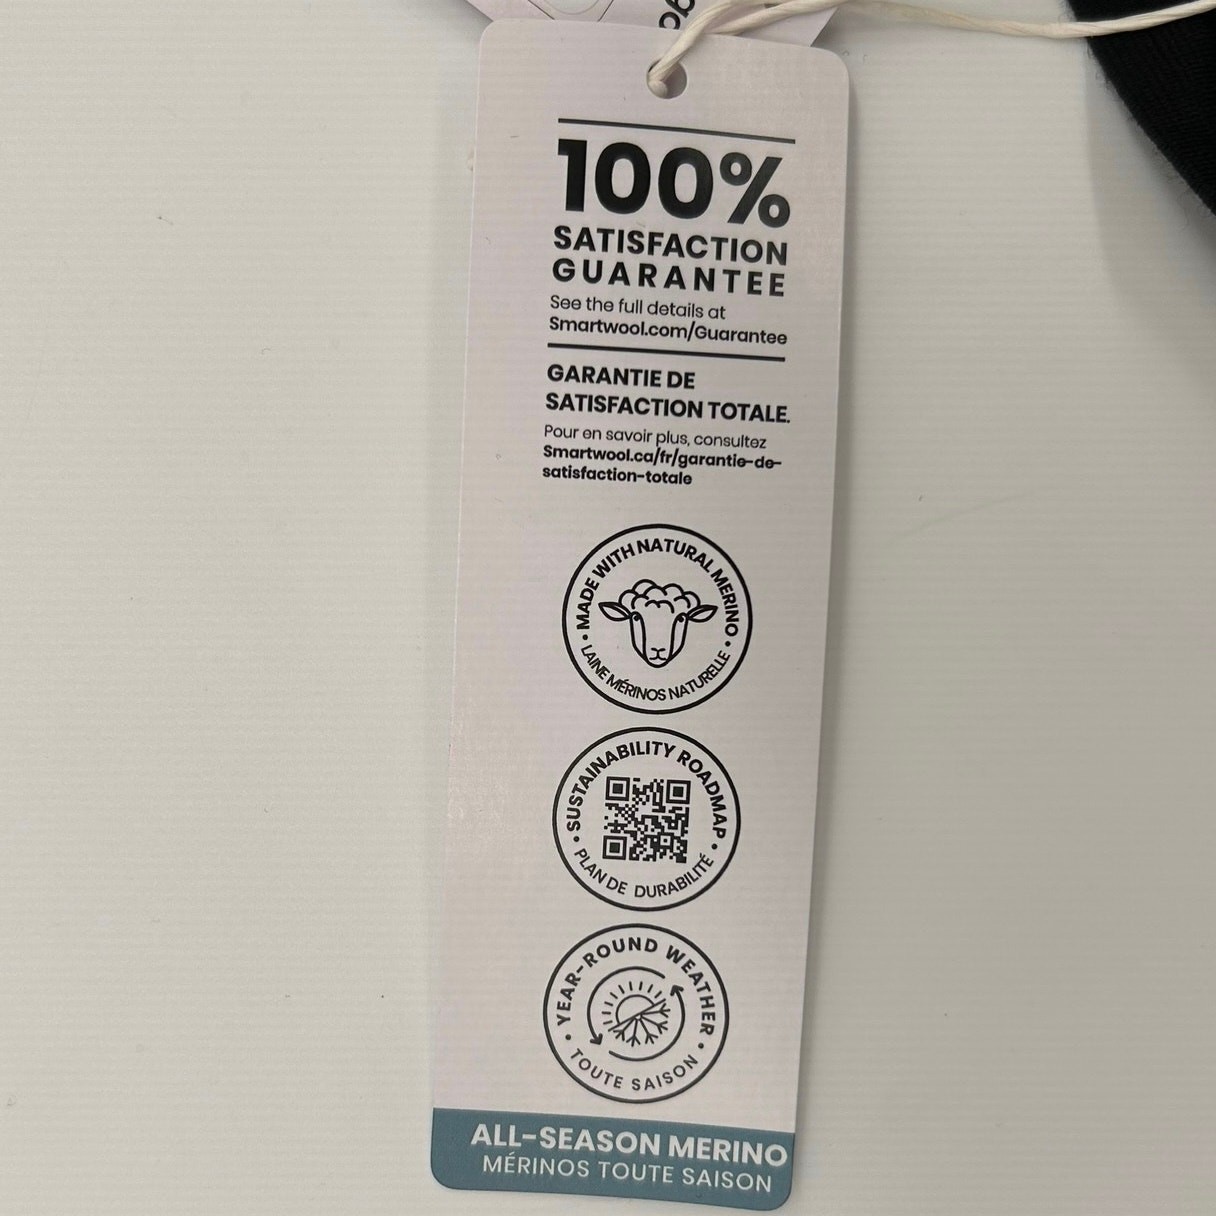 100%
SATISFACTION
GUARANTEE
See the full details at
Smartwool.com/Guarantee
GARANTIE DE
SATISFACTION TOTALE.
Pour en savoir plus, consultez
Smartwool.ca/fr/garantie-de-
satisfaction-totale
• MADE WITH NATURAL MERINO •
LAINE MÉRINOS NATURELLE
• SUSTAINABILITY ROADMAP •
PLAN DE DURABILITÉ
• YEAR-ROUND WEATHER •
TOUTE SAISON
ALL-SEASON MERINO
MÉRINOS TOUTE SAISON